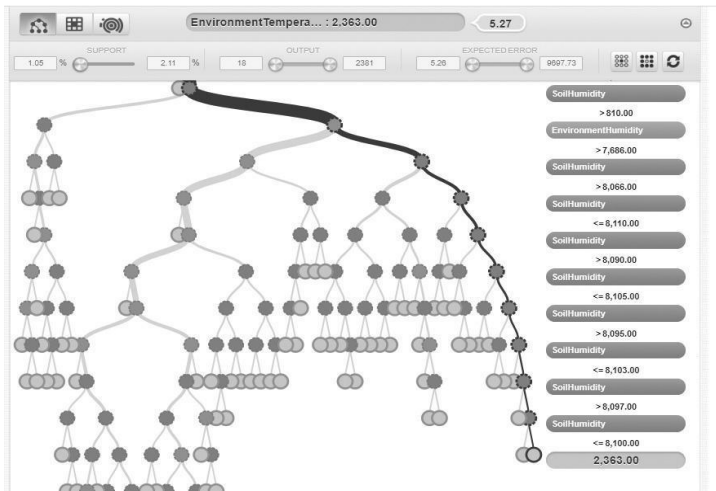 EnvironmentTempera... : 2,363.00
5.27
SUPPORT
OUTPUT
EXPECTED ERROR
1.05 %
2.11 %
18
2381
5.26
9697.73
SoilHumidity
> 810.00
EnvironmentHumidity
> 7,686.00
SoilHumidity
> 8,066.00
SoilHumidity
<= 8,110.00
SoilHumidity
> 8,090.00
SoilHumidity
<= 8,105.00
SoilHumidity
> 8,095.00
SoilHumidity
<= 8,103.00
SoilHumidity
> 8,097.00
SoilHumidity
<= 8,100.00
2,363.00